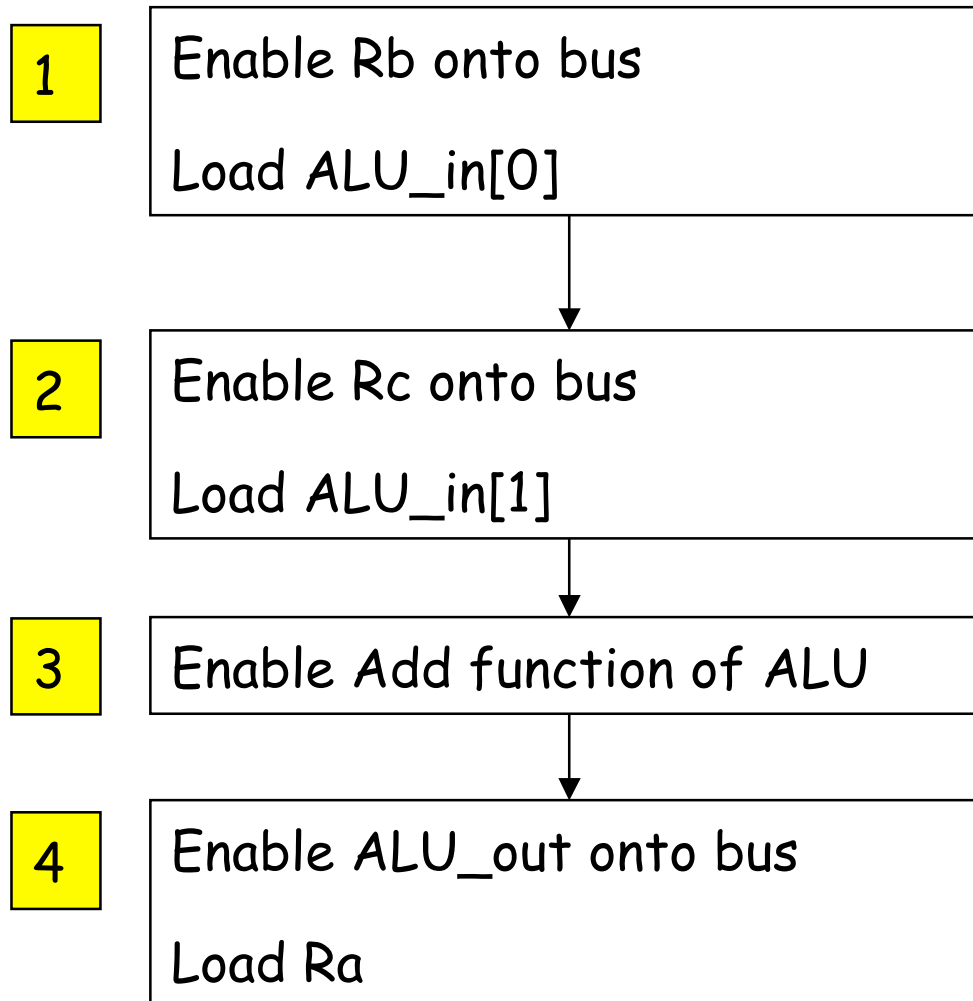 1
Enable Rb onto bus
Load ALU_in[0]
2
Enable Rc onto bus
Load ALU_in[1]
3
Enable Add function of ALU
4
Enable ALU_out onto bus
Load Ra